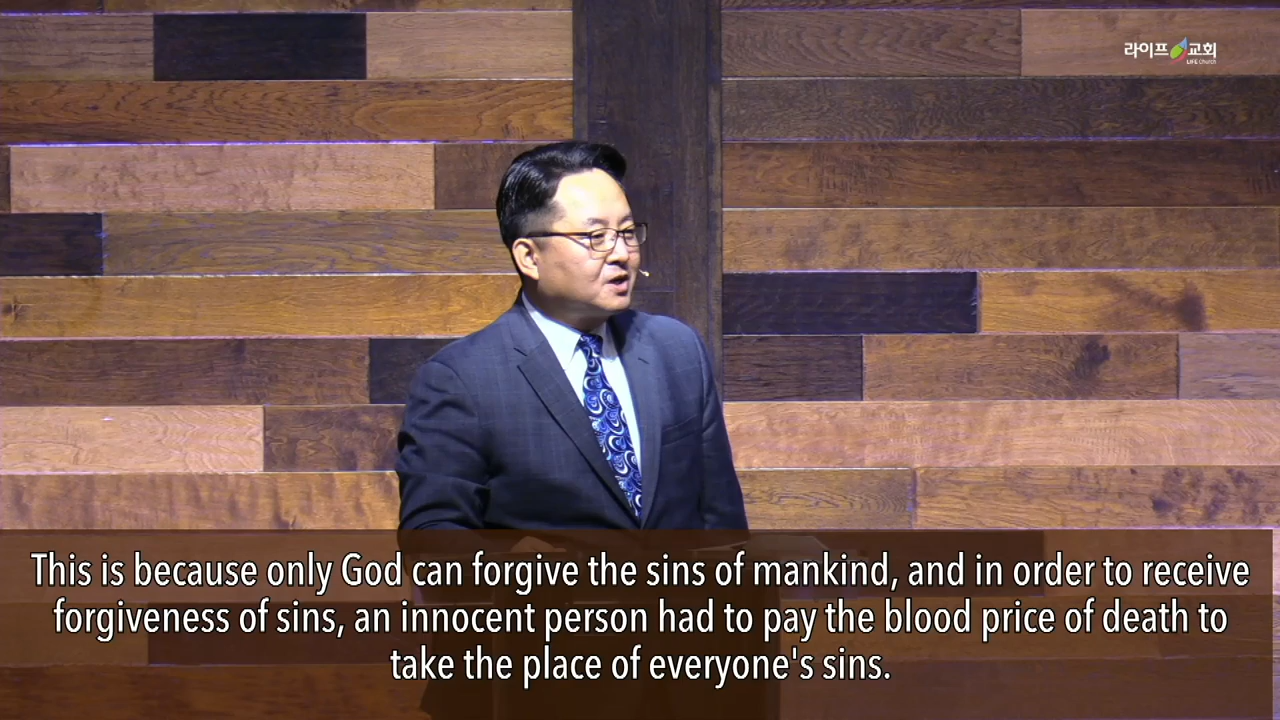 라이프 교회
LIFE Church
This is because only God can forgive the sins of mankind, and in order to receive
forgiveness of sins, an innocent person had to pay the blood price of death to
take the place of everyone's sins.